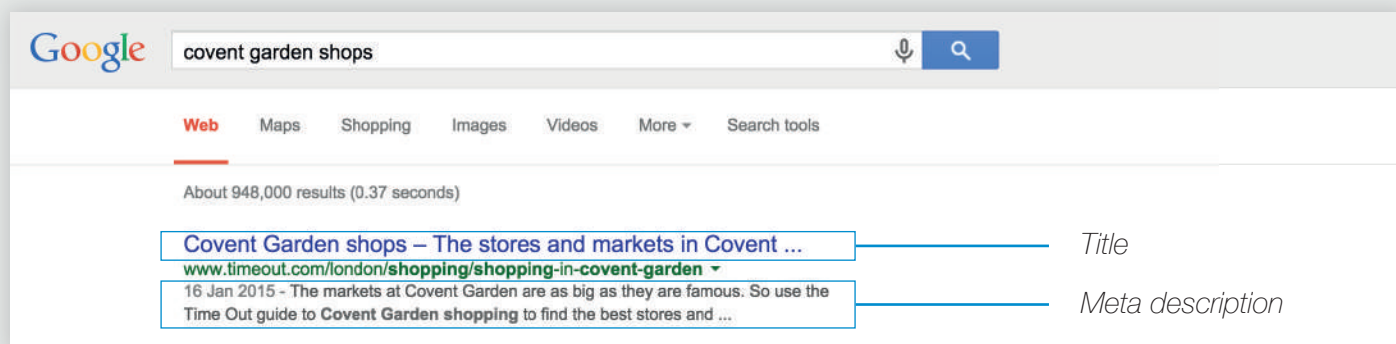 Google covent garden shops
Web Maps Shopping Images Videos More Search tools
About 948,000 results (0.37 seconds)
Covent Garden shops – The stores and markets in Covent ...
Title
www.timeout.com/london/shopping/shopping-in-covent-garden
16 Jan 2015 - The markets at Covent Garden are as big as they are famous. So use the
Time Out guide to Covent Garden shopping to find the best stores and ...
Meta description